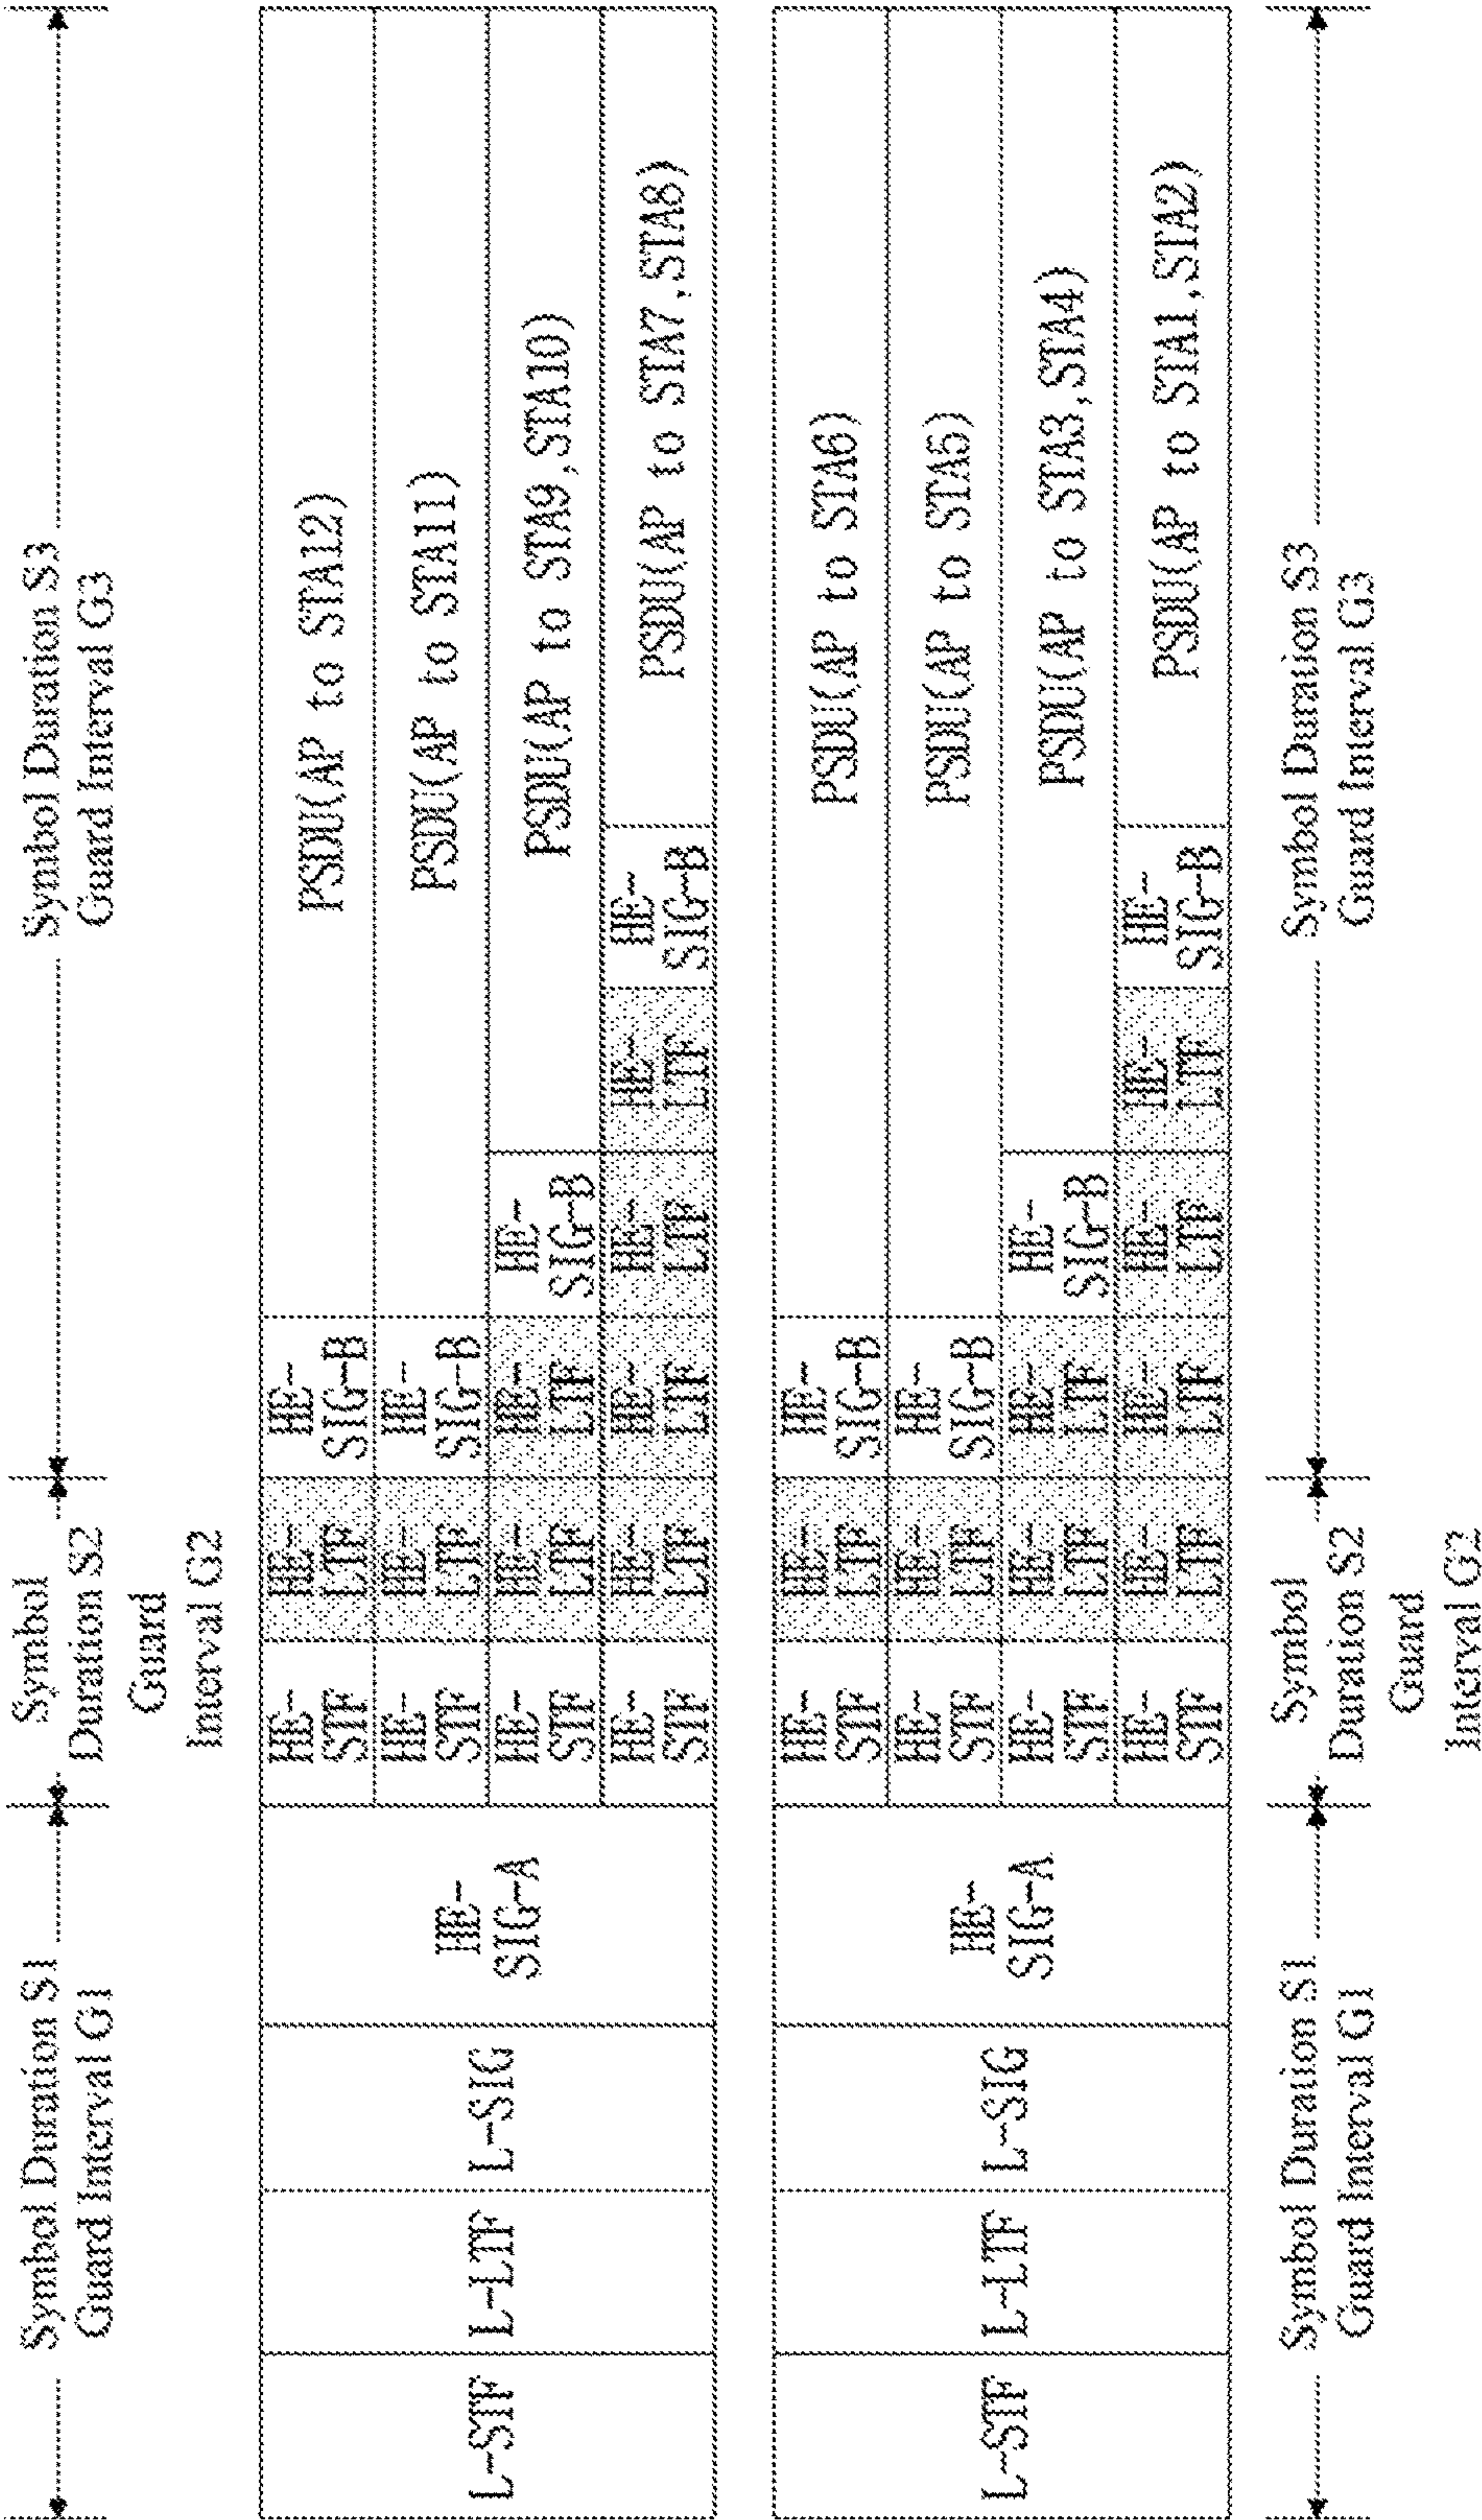 Symbol Duration S1
Guard Interval G1
Symbol
Duration S2
Guard
Interval G2
Symbol Duration S3
Guard Interval G3
L-STF
L-LTF
L-SIG
HE-
SIG-A
HE-
STF
HE-
LTF
HE-
SIG-B
PSDU(AP to STA12)
HE-
STF
HE-
LTF
HE-
SIG-B
PSDU(AP to STA11)
HE-
STF
HE-
LTF
HE-
LTF
HE-
SIG-B
PSDU(AP to STA9,STA10)
HE-
STF
HE-
LTF
HE-
LTF
HE-
LTF
HE-
LTF
HE-
SIG-B
PSDU(AP to STA7,STA8)
L-STF
L-LTF
L-SIG
HE-
SIG-A
HE-
STF
HE-
LTF
HE-
SIG-B
PSDU(AP to STA6)
HE-
STF
HE-
LTF
HE-
SIG-B
PSDU(AP to STA5)
HE-
STF
HE-
LTF
HE-
LTF
HE-
SIG-B
PSDU(AP to STA3,STA4)
HE-
STF
HE-
LTF
HE-
LTF
HE-
LTF
HE-
LTF
HE-
SIG-B
PSDU(AP to STA1,STA2)
Symbol Duration S1
Guard Interval G1
Symbol
Duration S2
Guard
Interval G2
Symbol Duration S3
Guard Interval G3